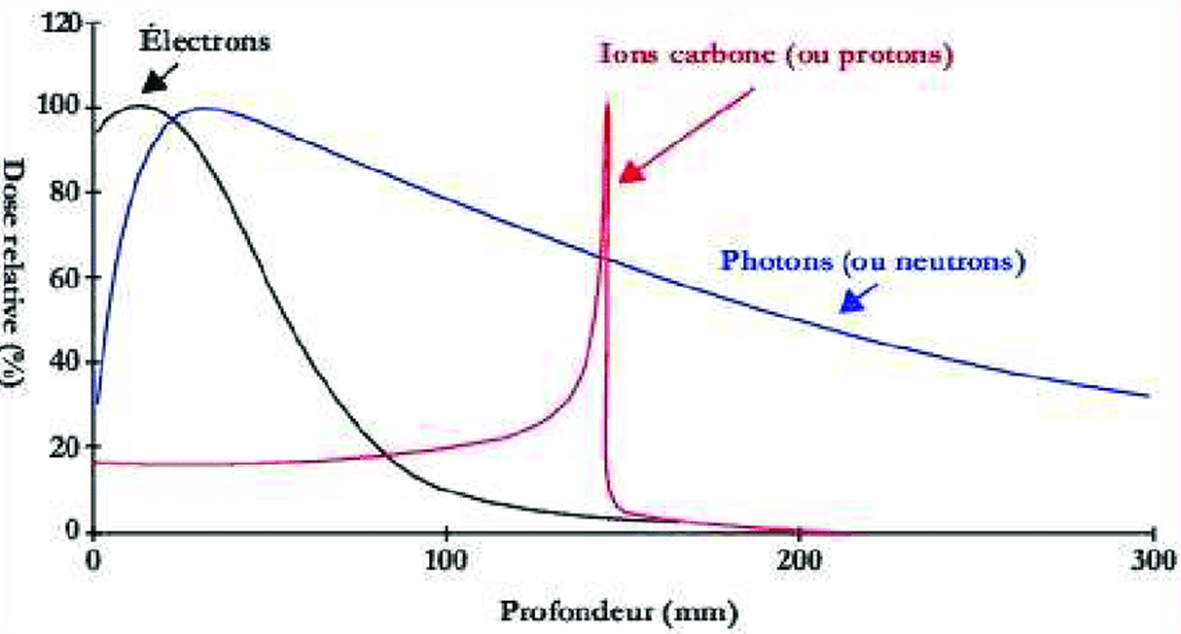 Électrons
Ions carbone (ou protons)
Photons (ou neutrons)
Dose relative (%)
120
100
80
60
40
20
0
0
100
200
300
Profondeur (mm)